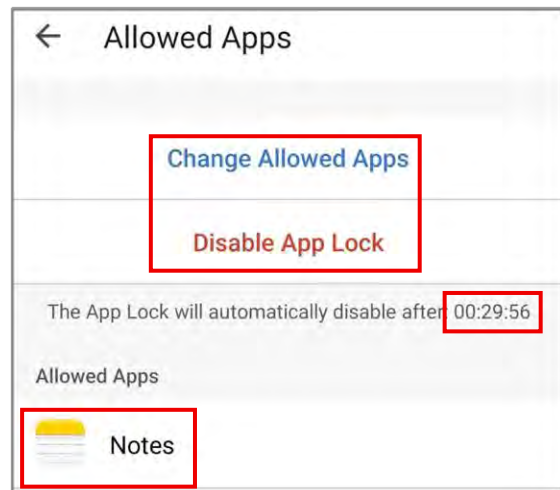 Allowed Apps
Change Allowed Apps
Disable App Lock
The App Lock will automatically disable after 00:29:56
Allowed Apps
Notes